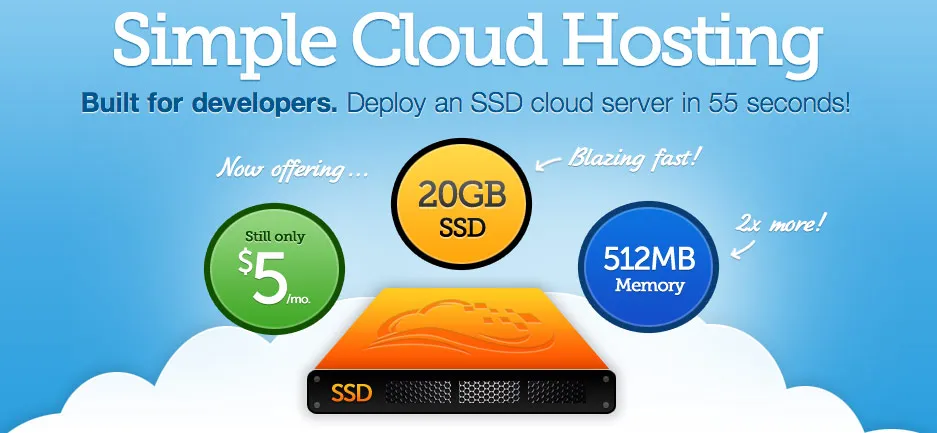 Simple Cloud Hosting
Built for developers. Deploy an SSD cloud server in 55 seconds!
Now offering...
20GB
SSD
Blazing fast!
Still only
$5/mo.
512MB
Memory
2x more!
SSD